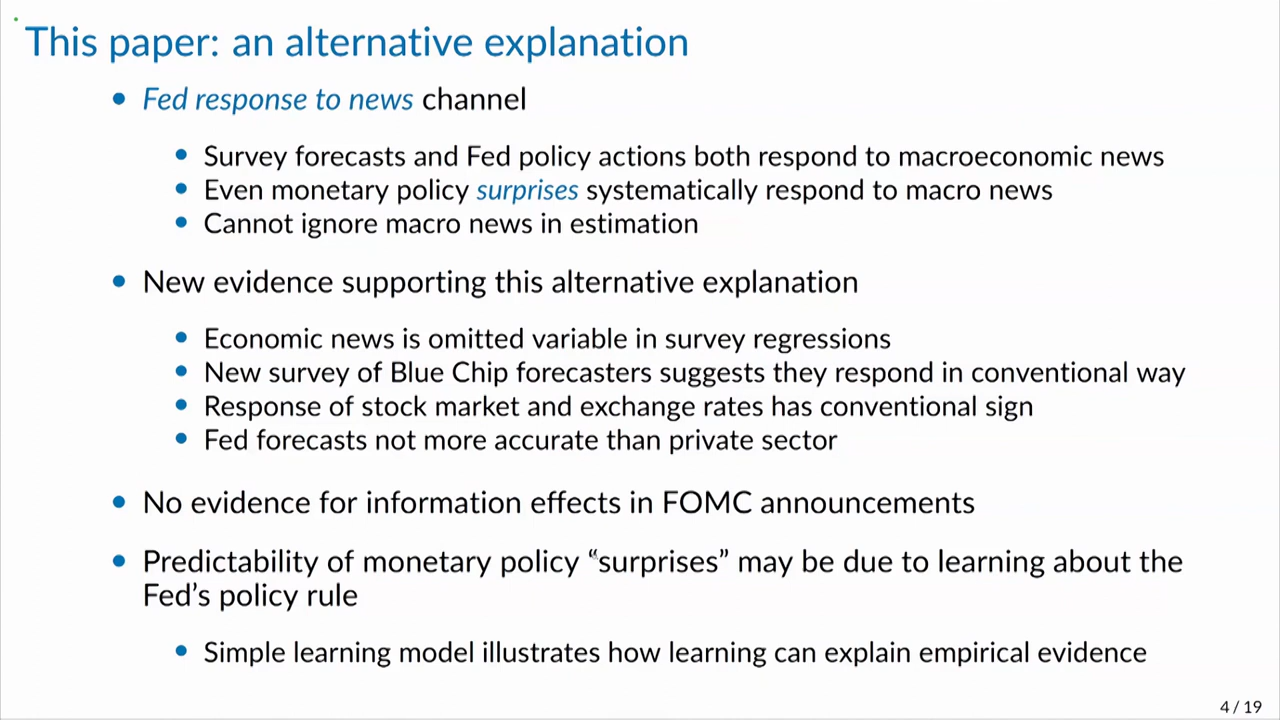 This paper: an alternative explanation
• Fed response to news channel
• Survey forecasts and Fed policy actions both respond to macroeconomic news
• Even monetary policy surprises systematically respond to macro news
• Cannot ignore macro news in estimation
• New evidence supporting this alternative explanation
• Economic news is omitted variable in survey regressions
• New survey of Blue Chip forecasters suggests they respond in conventional way
• Response of stock market and exchange rates has conventional sign
• Fed forecasts not more accurate than private sector
• No evidence for information effects in FOMC announcements
• Predictability of monetary policy “surprises” may be due to learning about the
Fed’s policy rule
• Simple learning model illustrates how learning can explain empirical evidence
4 / 19